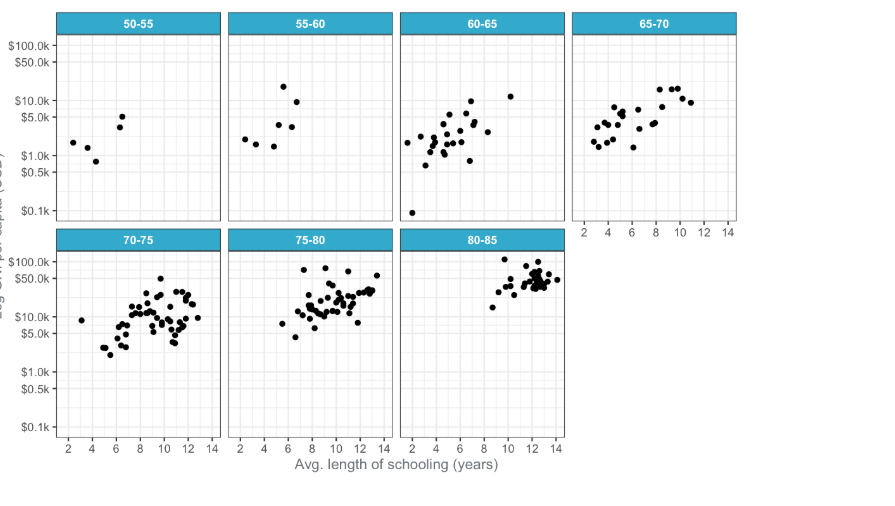 50-55 55-60 60-65 65-70
$100.0k
$50.0k
$10.0k
$5.0k
$1.0k
$0.5k
$0.1k
2 4 6 8 10 12 14
70-75 75-80 80-85
$100.0k
$50.0k
$10.0k
$5.0k
$1.0k
$0.5k
$0.1k
2 4 6 8 10 12 14 2 4 6 8 10 12 14 2 4 6 8 10 12 14
Avg. length of schooling (years)